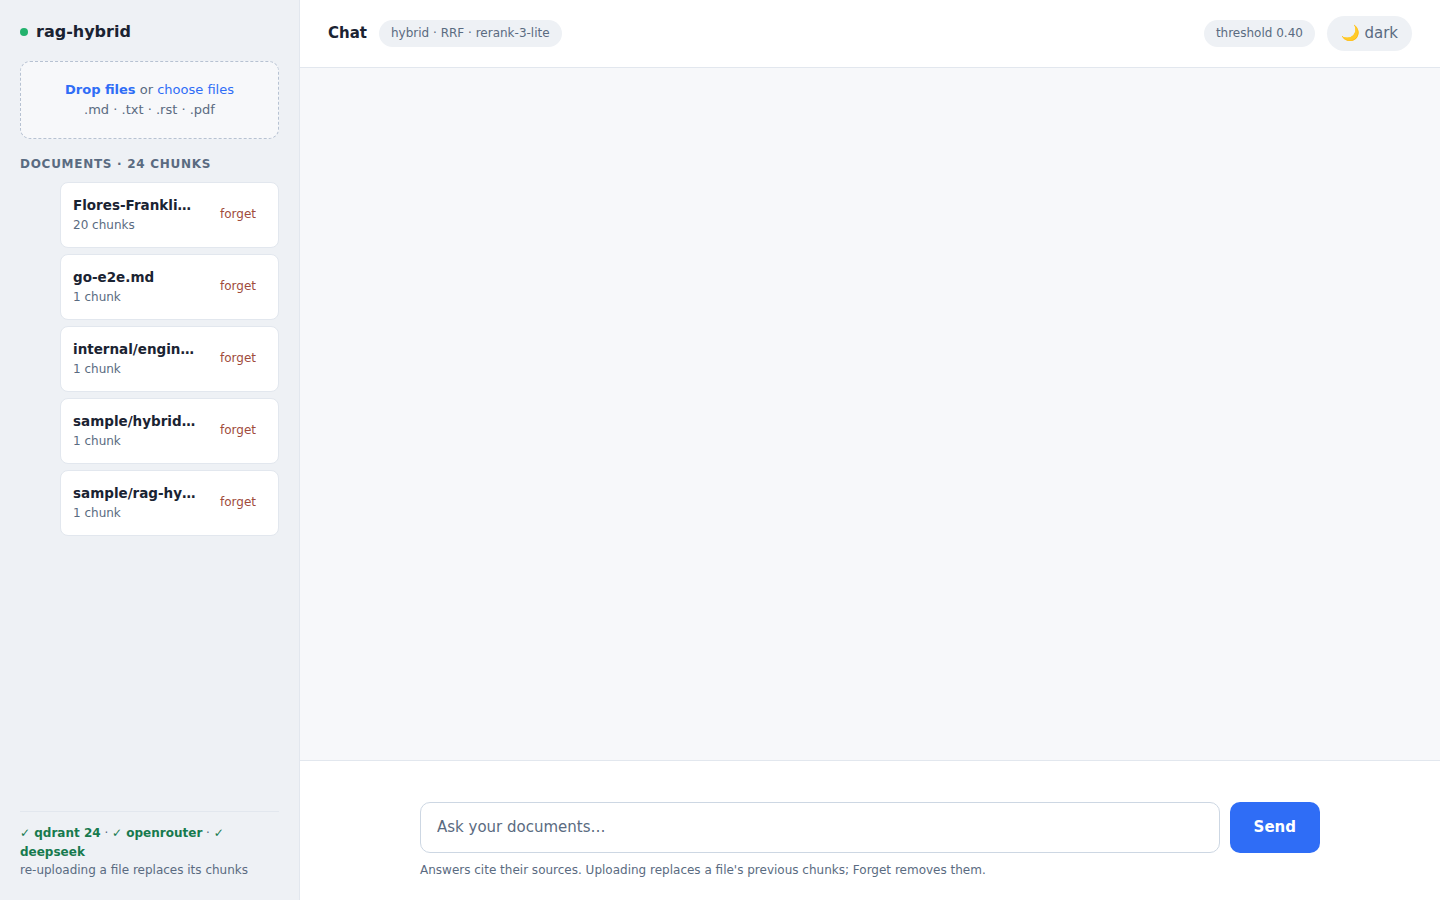 rag-hybrid
Drop files or choose files
.md · .txt · .rst · .pdf
DOCUMENTS · 24 CHUNKS
Flores-Frankli…
20 chunks
forget
go-e2e.md
1 chunk
forget
internal/engin…
1 chunk
forget
sample/hybrid…
1 chunk
forget
sample/rag-hy…
1 chunk
forget
✓ qdrant 24 · ✓ openrouter · ✓
deepseek
re-uploading a file replaces its chunks
Chat
hybrid · RRF · rerank-3-lite
threshold 0.40
🌙 dark
Ask your documents…
Send
Answers cite their sources. Uploading replaces a file's previous chunks; Forget removes them.